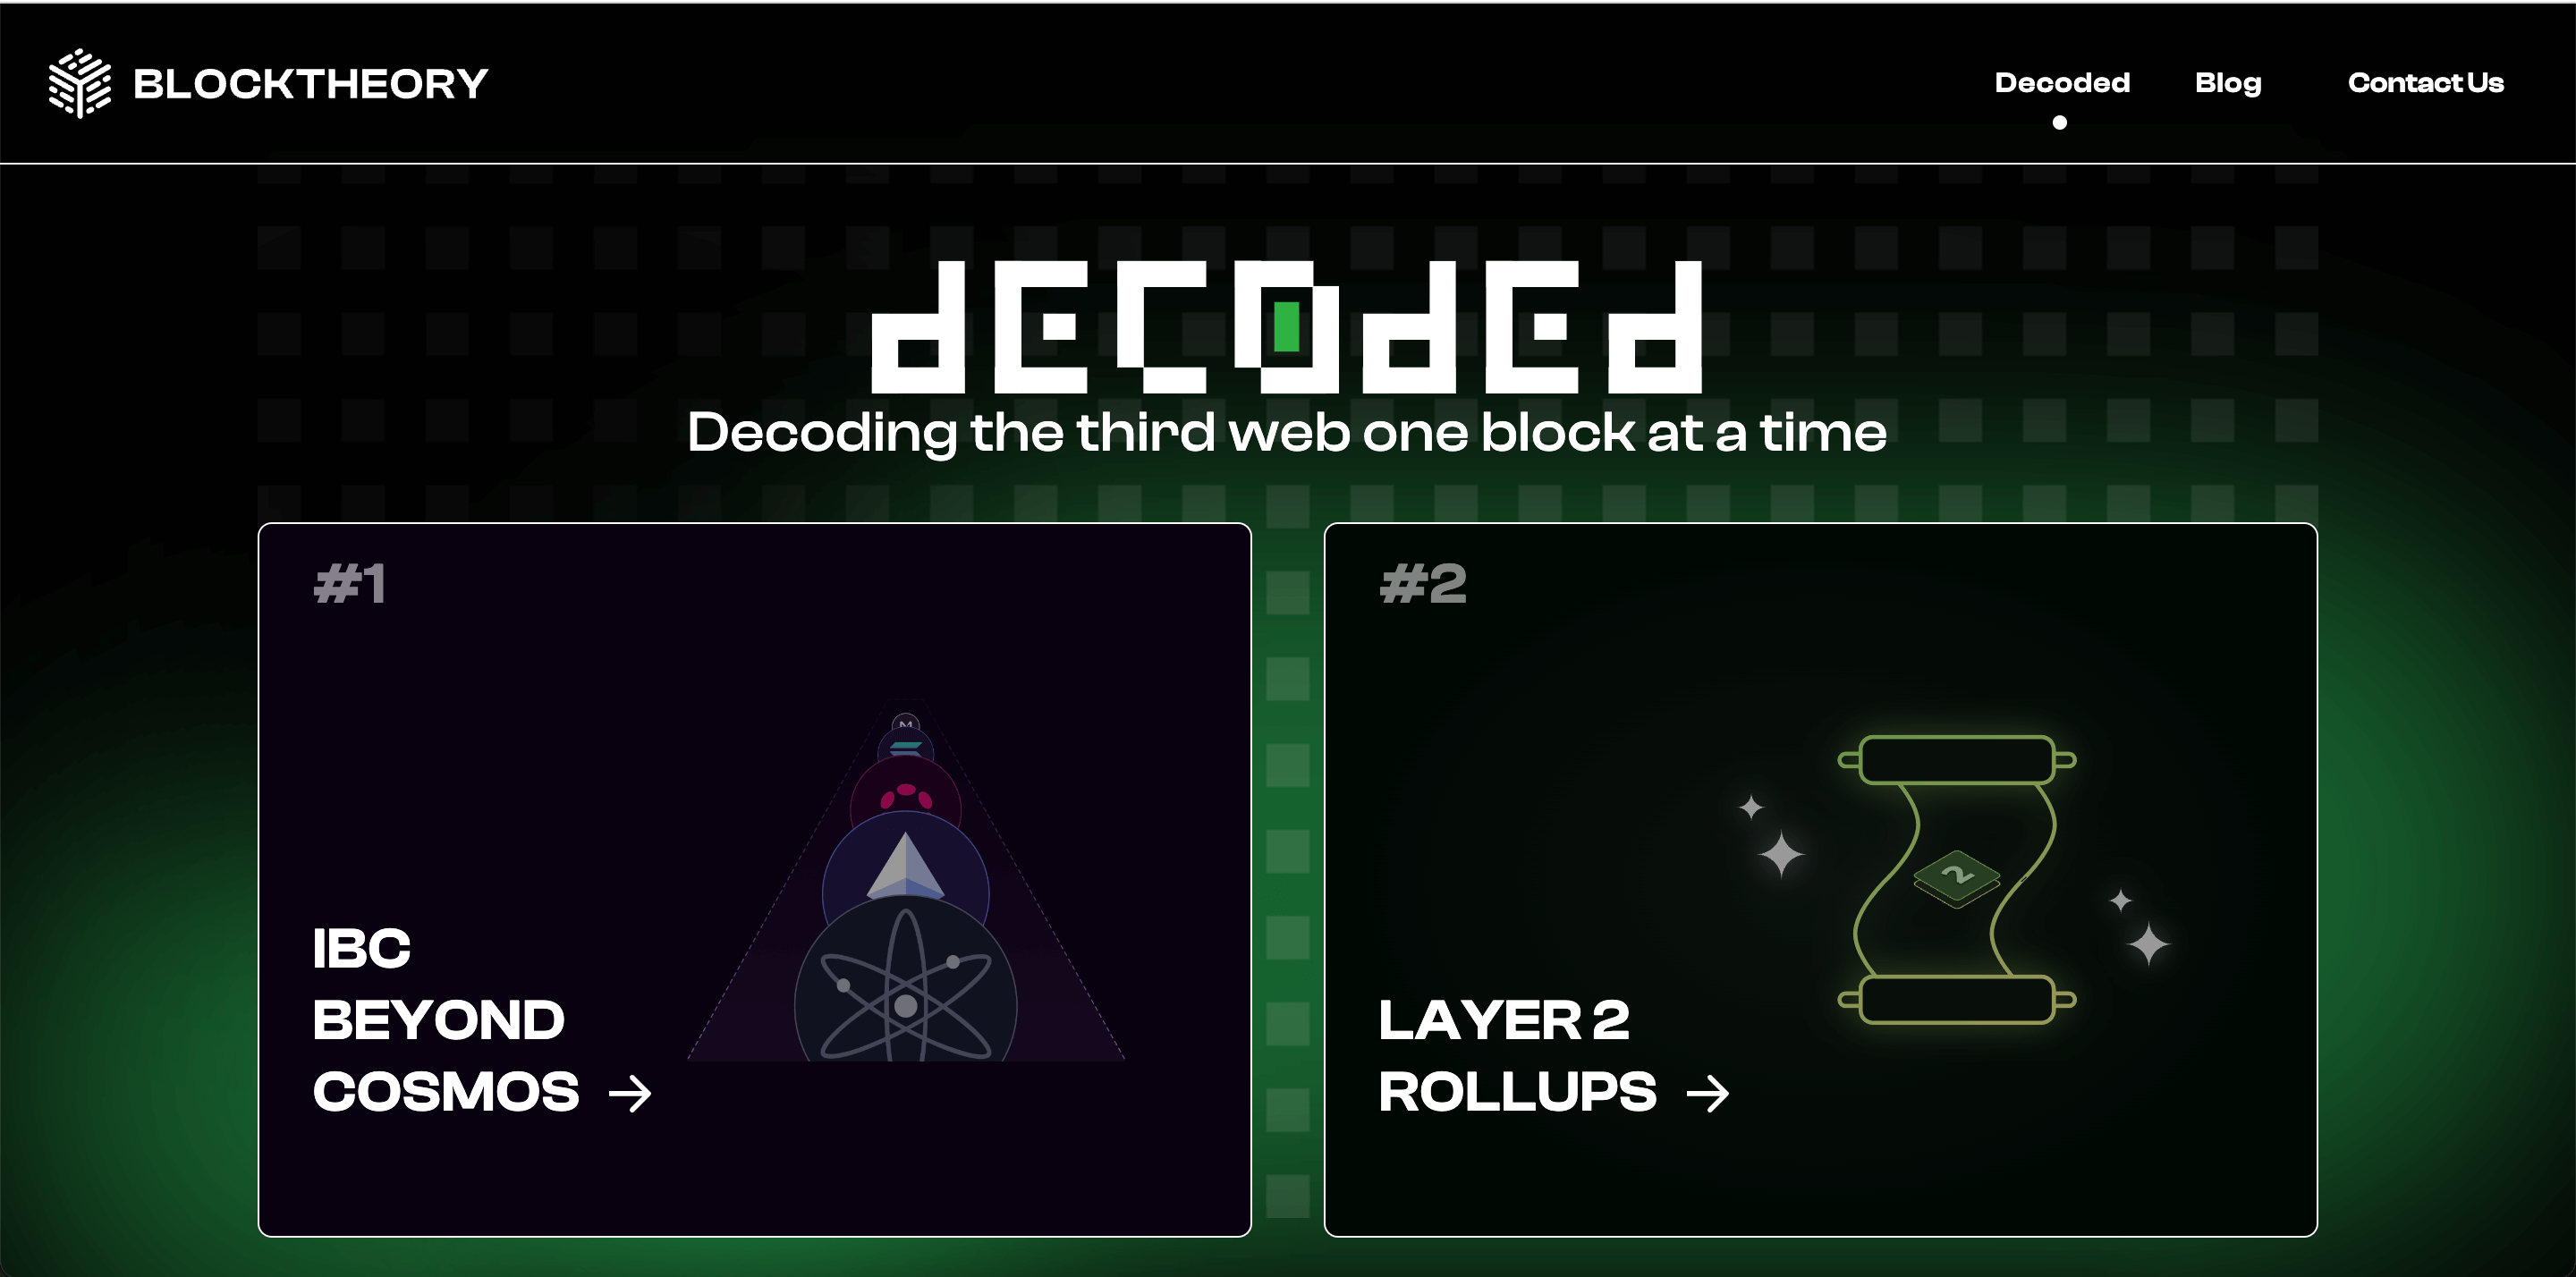 BLOCKTHEORY
Decoded
Blog
Contact Us
dECOdEd
Decoding the third web one block at a time
#1
IBC
BEYOND
COSMOS →
#2
2
LAYER 2
ROLLUPS →